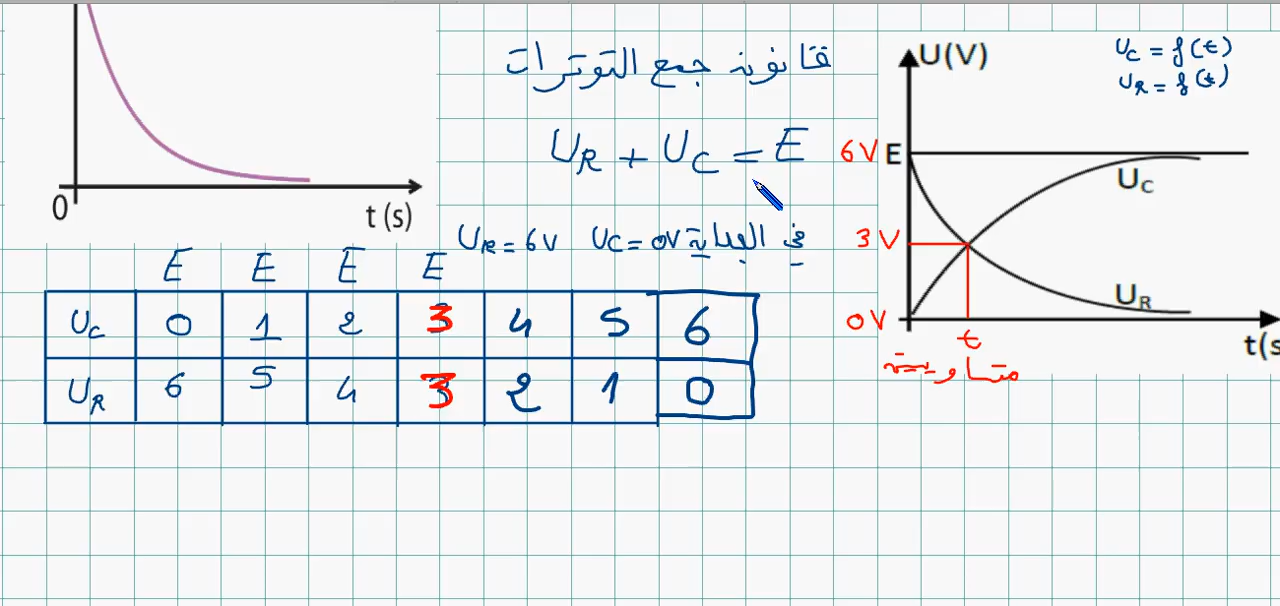 0
t(s)
قانون جمع التوترات
U_R + U_C = E
في البداية U_C = 0V U_R = 6V
E E E E
U_C 0 1 2 3 4 5 6
U_R 6 5 4 3 2 1 0
U(V)
U_C = f(t)
U_R = f(t)
6V E
U_C
3V
U_R
0V
t(s
t
متساوية